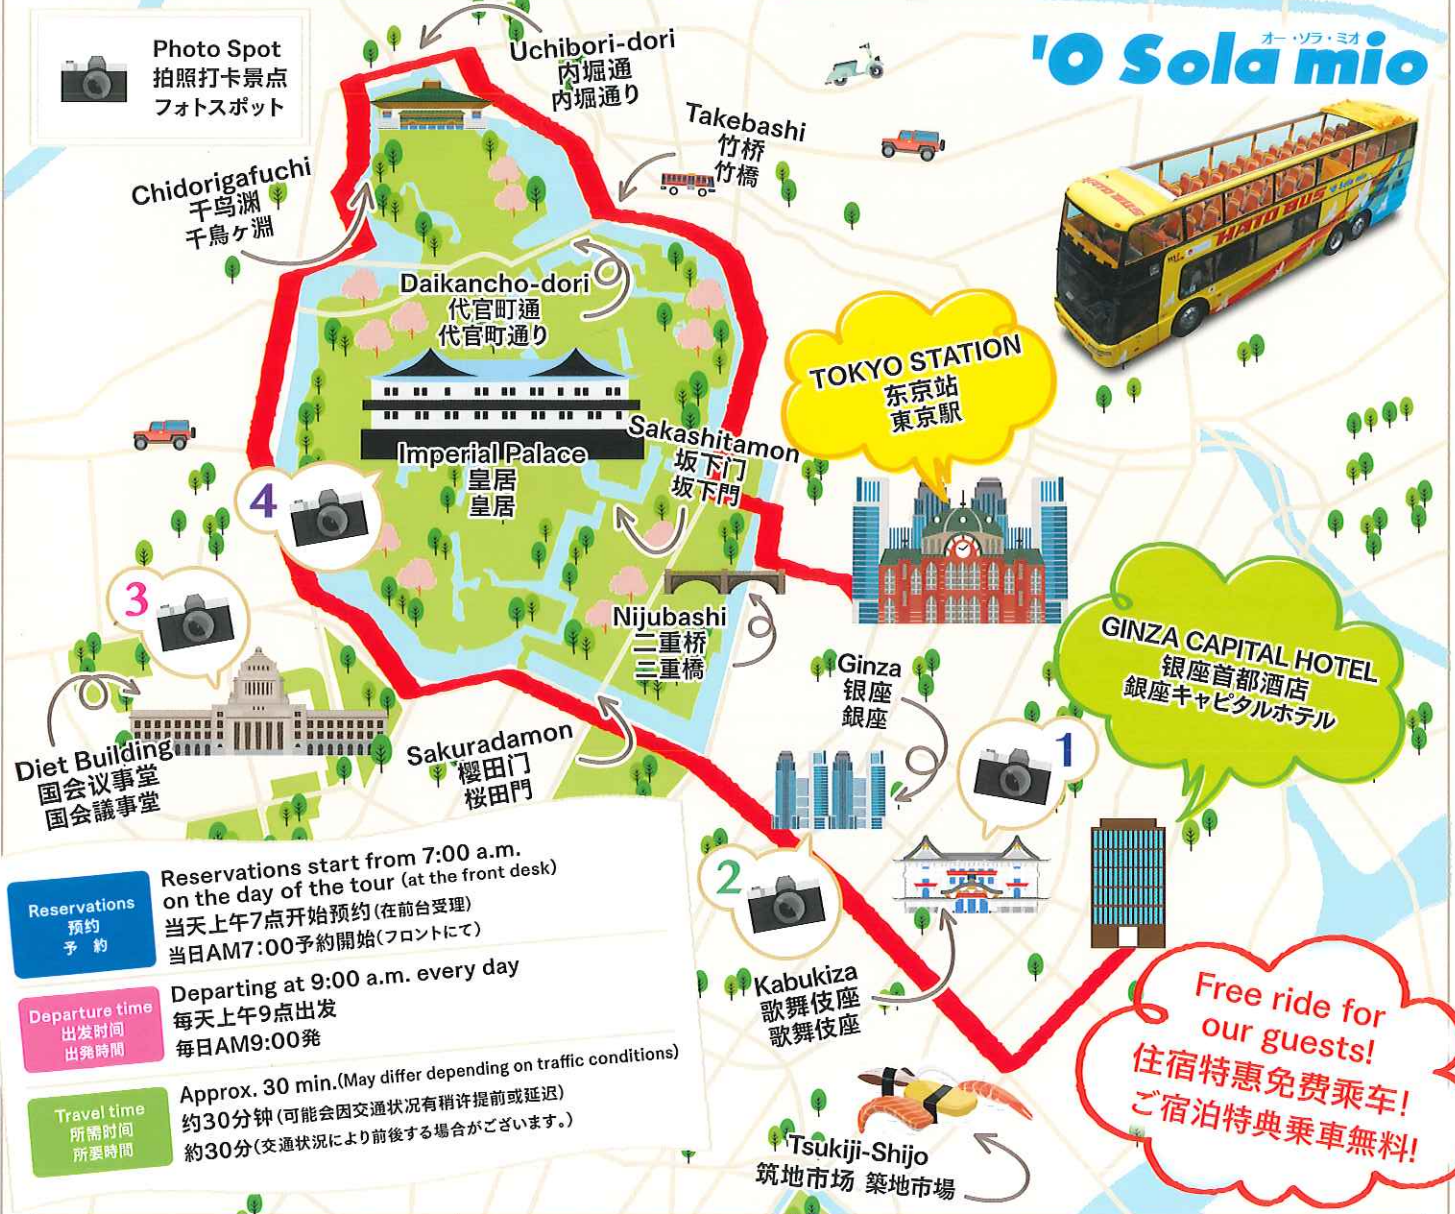 Photo Spot
拍照打卡景点
フォトスポット
Uchibori-dori
内堀通
内堀通り
オー・ソラ・ミオ
'O Sola mio
Takebashi
竹桥
竹橋
Chidorigafuchi
千鸟渊
千鳥ヶ淵
HATO BUS
'O Sola mio
HATO BUS
Daikancho-dori
代官町通
代官町通り
TOKYO STATION
东京站
東京駅
Imperial Palace
皇居
皇居
Sakashitamon
坂下门
坂下門
4
3
Nijubashi
二重桥
二重橋
GINZA CAPITAL HOTEL
银座首都酒店
銀座キャピタルホテル
Ginza
银座
銀座
1
Diet Building
国会议事堂
国会議事堂
Sakuradamon
樱田门
桜田門
2
Kabukiza
歌舞伎座
歌舞伎座
Reservations
预约
予 約
Reservations start from 7:00 a.m.
on the day of the tour (at the front desk)
当天上午7点开始预约(在前台受理)
当日AM7:00予約開始(フロントにて)
Departure time
出发时间
出発時間
Departing at 9:00 a.m. every day
每天上午9点出发
毎日AM9:00発
Travel time
所需时间
所要時間
Approx. 30 min.(May differ depending on traffic conditions)
约30分钟(可能会因交通状况有稍许提前或延迟)
約30分(交通状況により前後する場合がございます。)
Free ride for
our guests!
住宿特惠免费乘车!
ご宿泊特典乗車無料!
Tsukiji-Shijo
筑地市场 築地市場